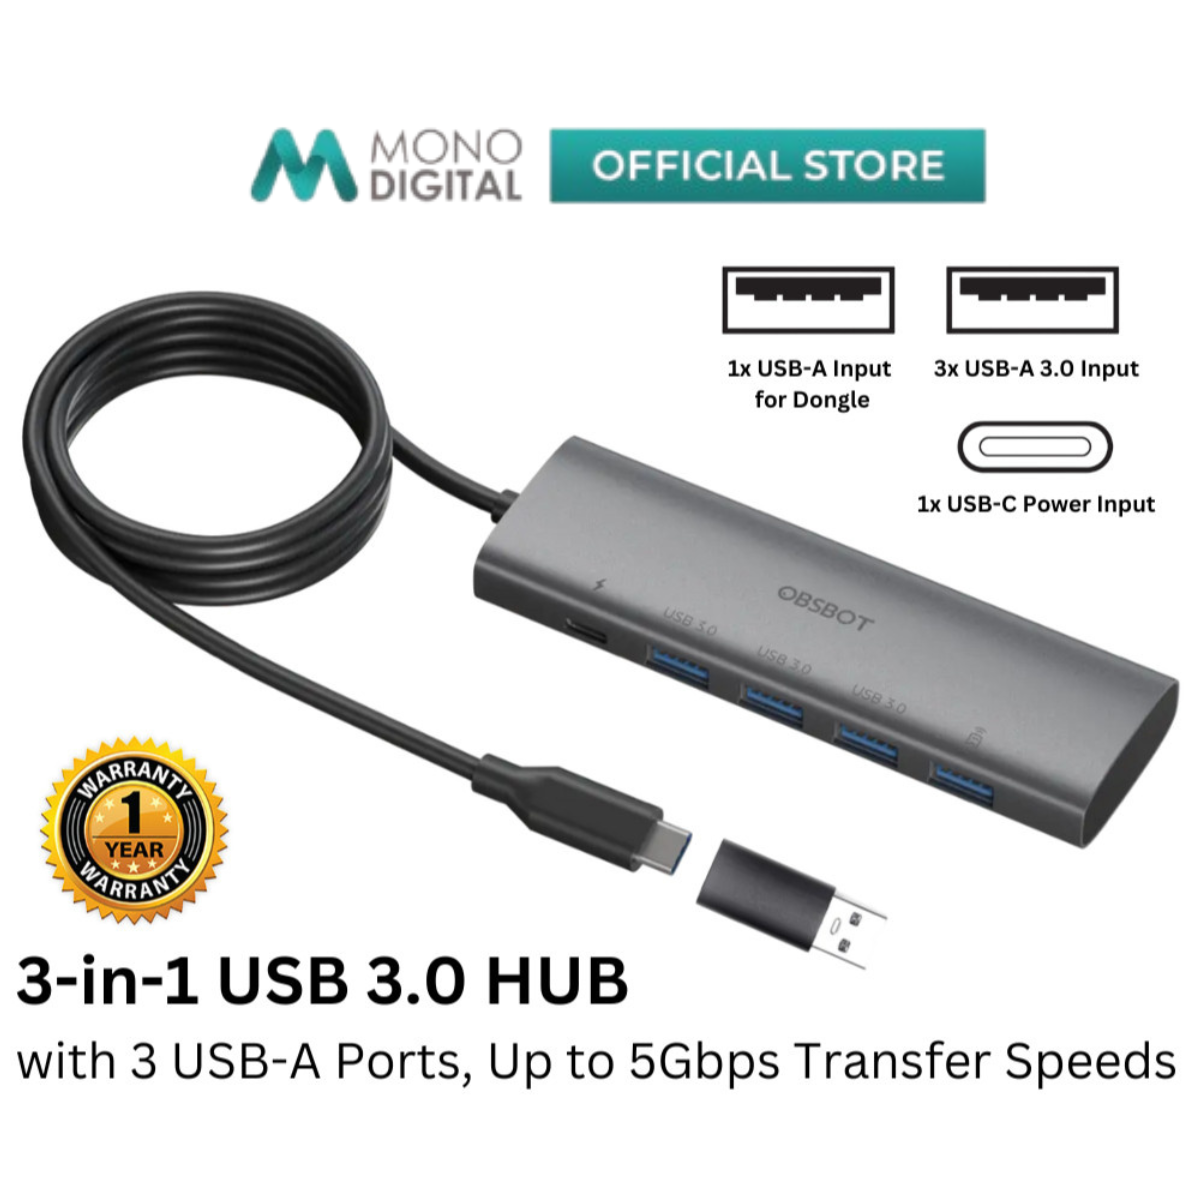 MONO
DIGITAL
OFFICIAL STORE
1x USB-A Input
for Dongle
3x USB-A 3.0 Input
1x USB-C Power Input
OBSBOT
USB 3.0
USB 3.0
USB 3.0
WARRANTY
1
YEAR
WARRANTY
3-in-1 USB 3.0 HUB
with 3 USB-A Ports, Up to 5Gbps Transfer Speeds